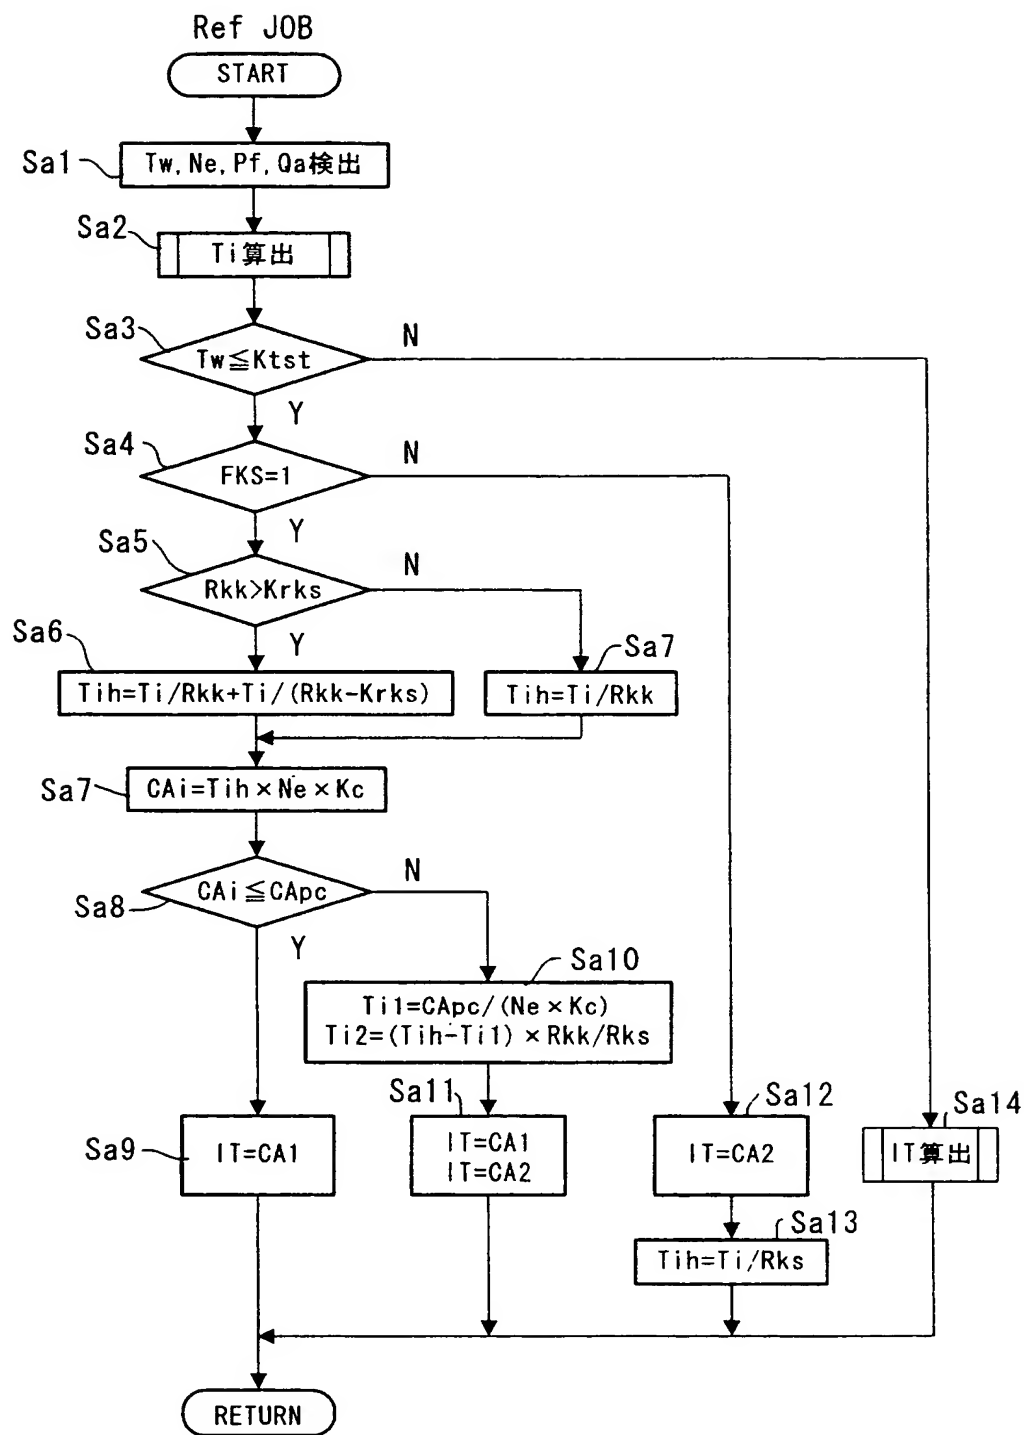 Ref JOB
START
Sa1
Tw, Ne, Pf, Qa検出
Sa2
Ti算出
Sa3
Tw≦Ktst
N
Y
Sa4
FKS=1
N
Y
Sa5
Rkk>Krks
N
Y
Sa6
Tih=Ti/Rkk+Ti/(Rkk-Krks)
Sa7
Tih=Ti/Rkk
Sa7
CAi=Tih×Ne×Kc
Sa8
CAi≦CApc
N
Y
Sa10
Ti1=CApc/(Ne×Kc)
Ti2=(Tih-Ti1)×Rkk/Rks
Sa9
IT=CA1
Sa11
IT=CA1
IT=CA2
Sa12
IT=CA2
Sa14
IT算出
Sa13
Tih=Ti/Rks
RETURN